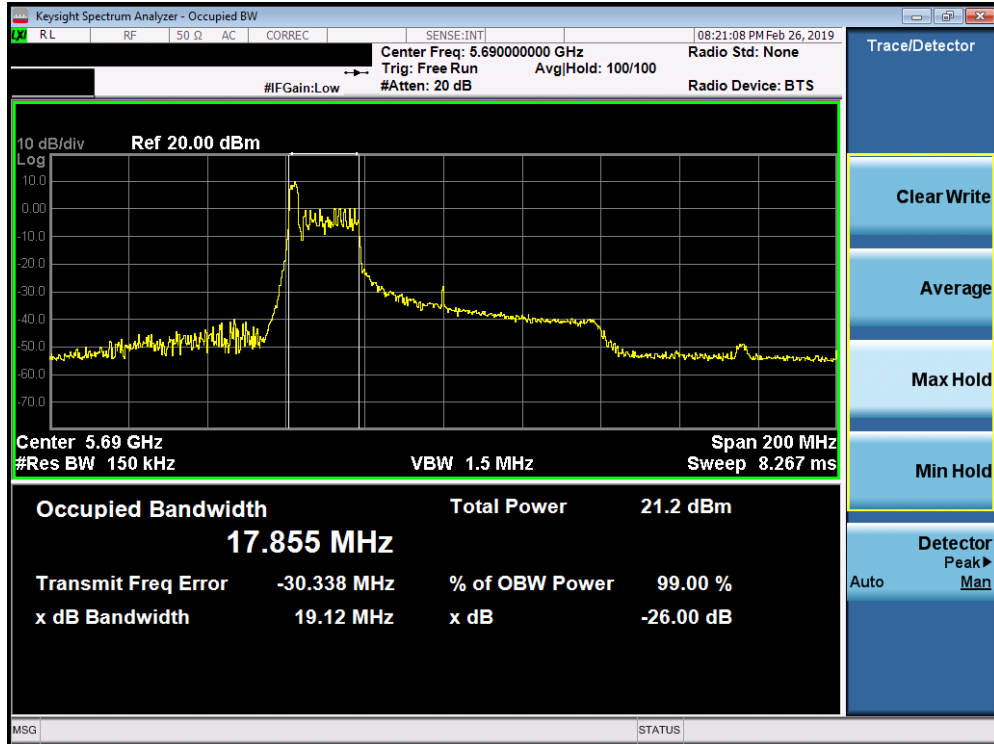 Keysight Spectrum Analyzer - Occupied BW
LXI RL RF 50 Ω AC CORREC SENSE:INT 08:21:08 PM Feb 26, 2019
Center Freq: 5.690000000 GHz Radio Std: None
Trig: Free Run Avg|Hold: 100/100
#IFGain:Low #Atten: 20 dB Radio Device: BTS
10 dB/div Ref 20.00 dBm
Log
10.0
0.00
-10.0
-20.0
-30.0
-40.0
-50.0
-60.0
-70.0
Center 5.69 GHz Span 200 MHz
#Res BW 150 kHz VBW 1.5 MHz Sweep 8.267 ms
Occupied Bandwidth Total Power 21.2 dBm
17.855 MHz
Transmit Freq Error -30.338 MHz % of OBW Power 99.00 %
x dB Bandwidth 19.12 MHz x dB -26.00 dB
Trace/Detector
Clear Write
Average
Max Hold
Min Hold
Detector
Peak▶
Auto Man
MSG STATUS